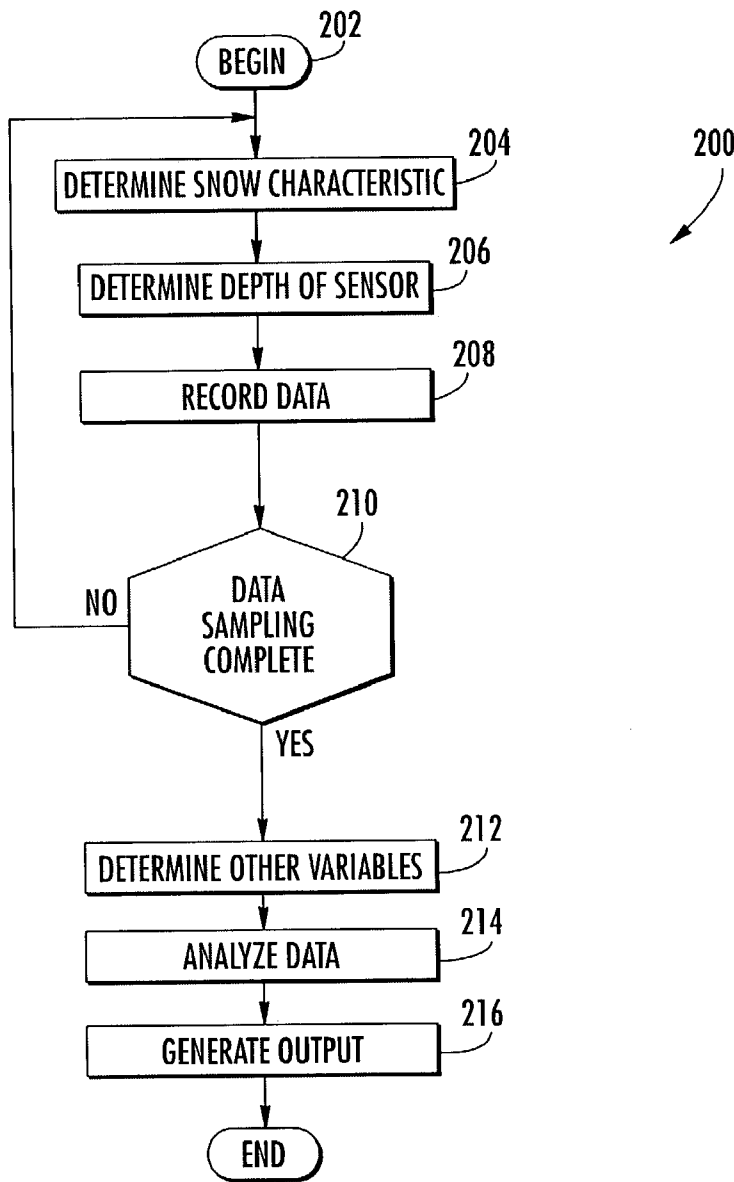 202
BEGIN
204
200
DETERMINE SNOW CHARACTERISTIC
206
DETERMINE DEPTH OF SENSOR
208
RECORD DATA
210
DATA
SAMPLING
COMPLETE
NO
YES
212
DETERMINE OTHER VARIABLES
214
ANALYZE DATA
216
GENERATE OUTPUT
END